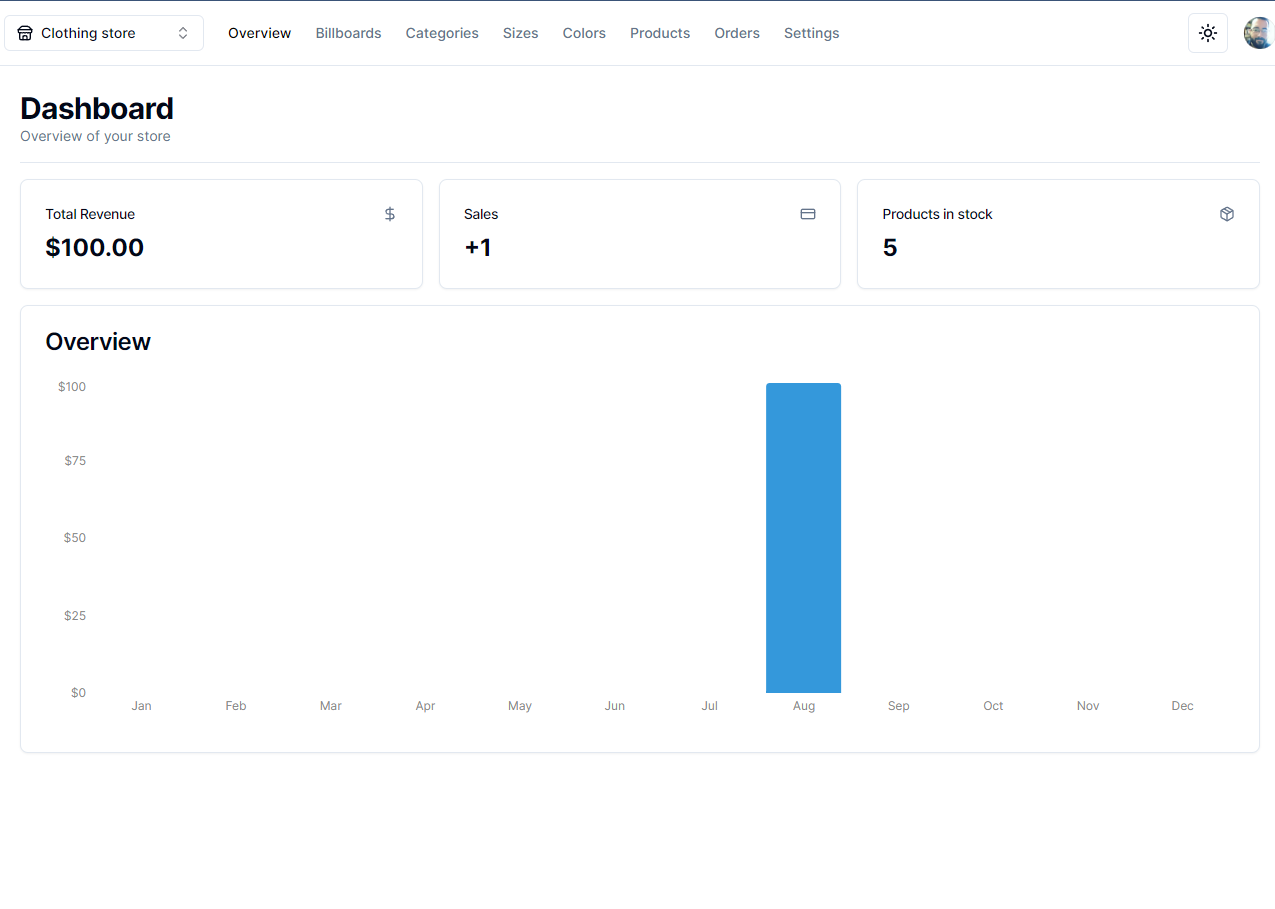 Clothing store Overview Billboards Categories Sizes Colors Products Orders Settings
Dashboard
Overview of your store
Total Revenue
$100.00
Sales
+1
Products in stock
5
Overview
$100
$75
$50
$25
$0
Jan Feb Mar Apr May Jun Jul Aug Sep Oct Nov Dec